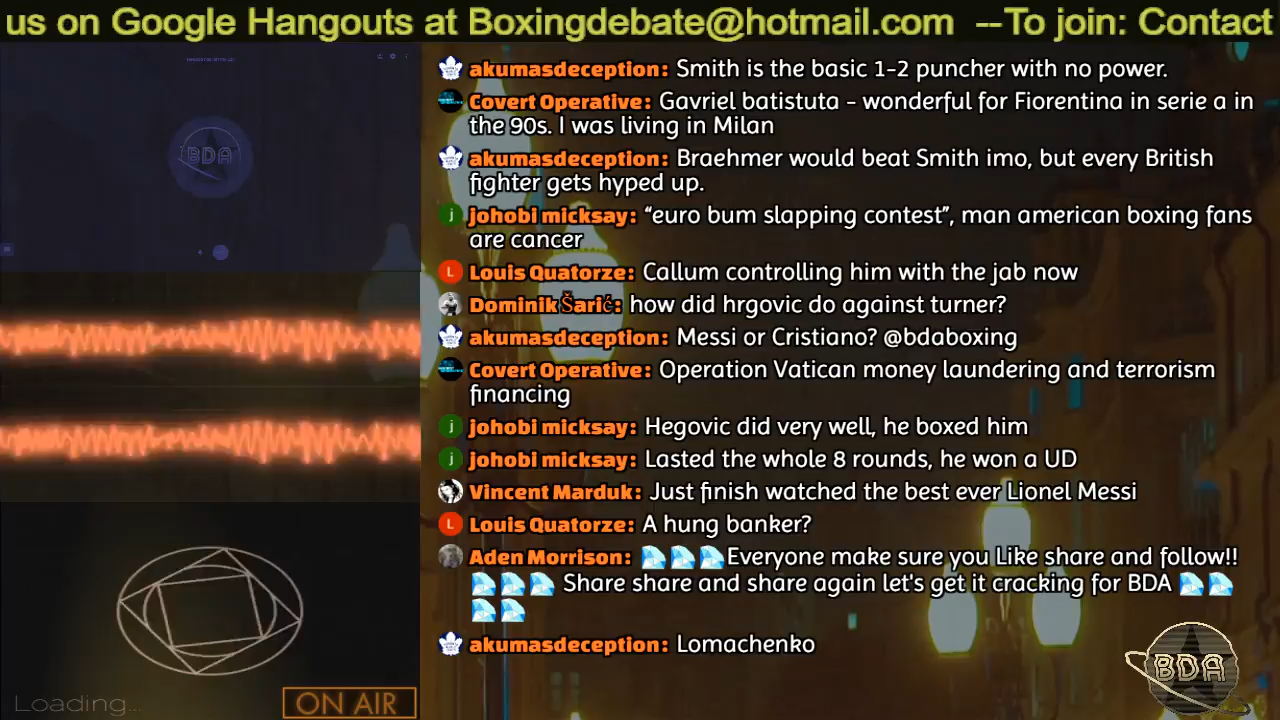 us on Google Hangouts at Boxingdebate@hotmail.com --To join: Contact
BDA
akumasdeception: Smith is the basic 1-2 puncher with no power.
Covert Operative: Gavriel batistuta - wonderful for Fiorentina in serie a in
the 90s. I was living in Milan
akumasdeception: Braehmer would beat Smith imo, but every British
fighter gets hyped up.
johobi micksay: “euro bum slapping contest”, man american boxing fans
are cancer
L Louis Quatorze: Callum controlling him with the jab now
Dominik Šarić: how did hrgovic do against turner?
akumasdeception: Messi or Cristiano? @bdaboxing
Covert Operative: Operation Vatican money laundering and terrorism
financing
j johobi micksay: Hegovic did very well, he boxed him
j johobi micksay: Lasted the whole 8 rounds, he won a UD
Vincent Marduk: Just finish watched the best ever Lionel Messi
L Louis Quatorze: A hung banker?
Aden Morrison: 💎💎💎Everyone make sure you Like share and follow!!
💎💎💎 Share share and share again let's get it cracking for BDA 💎💎
💎💎
akumasdeception: Lomachenko
Loading...
ON AIR
BDA